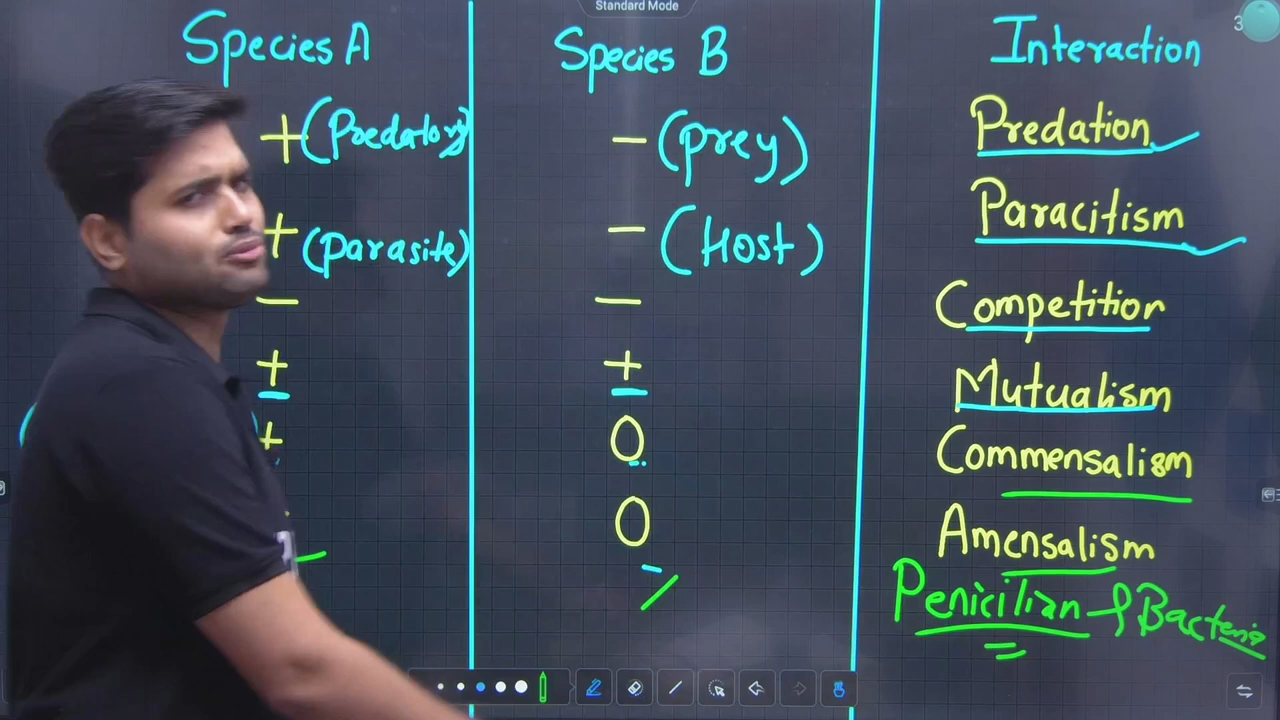 Standard Mode
3
Species A Species B Interaction
+ (Predatory) - (prey) Predation
+ (parasite) - (Host) Paracitism
- - Competition
+ + Mutualism
+ 0 Commensalism
0 Amensalism
Penicilian & Bacteria